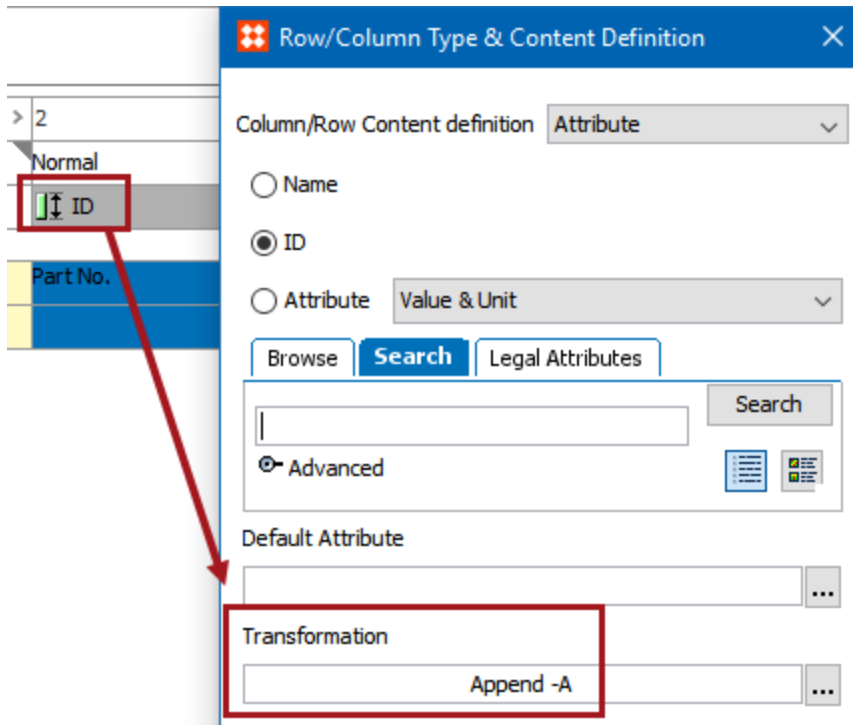 Row/Column Type & Content Definition
2
Column/Row Content definition Attribute
Normal
Name
ID
ID
Part No.
Attribute Value & Unit
Browse Search Legal Attributes
Search
Advanced
Default Attribute
...
Transformation
Append -A
...